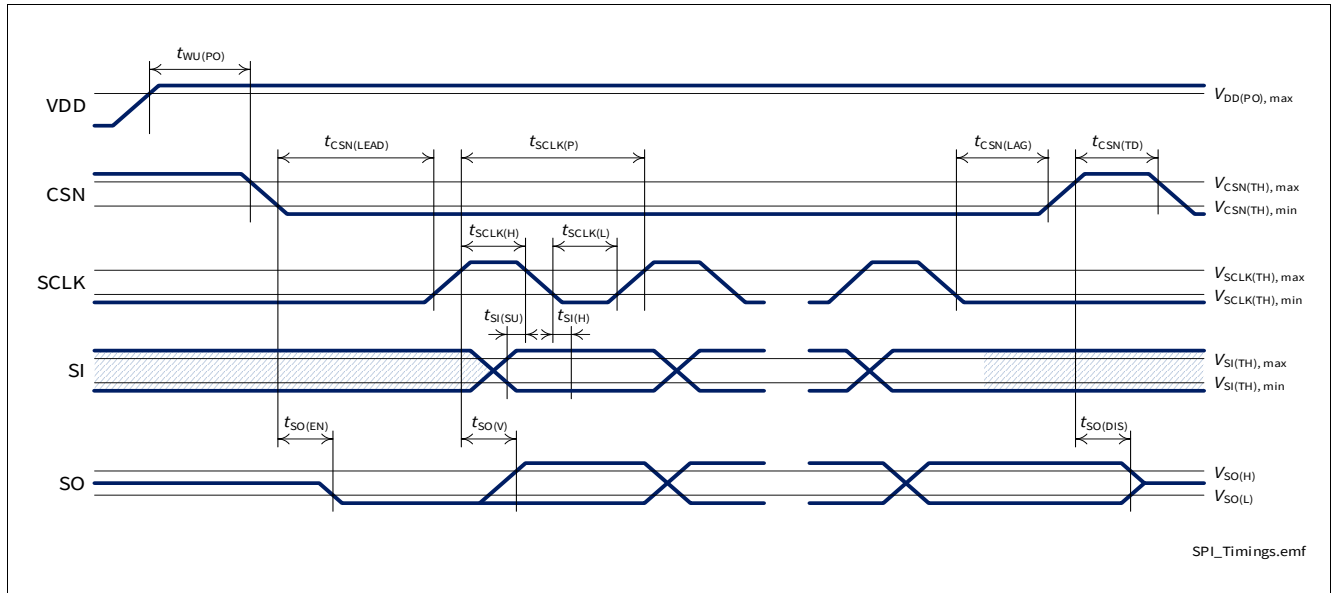 tWU(PO)
VDD
VDD(PO), max
tCSN(LEAD)
tSCLK(P)
tCSN(LAG)
tCSN(TD)
CSN
VCSN(TH), max
VCSN(TH), min
tSCLK(H)
tSCLK(L)
SCLK
VSCLK(TH), max
VSCLK(TH), min
tSI(SU)
tSI(H)
SI
VSI(TH), max
VSI(TH), min
tSO(EN)
tSO(V)
tSO(DIS)
SO
VSO(H)
VSO(L)
SPI_Timings.emf